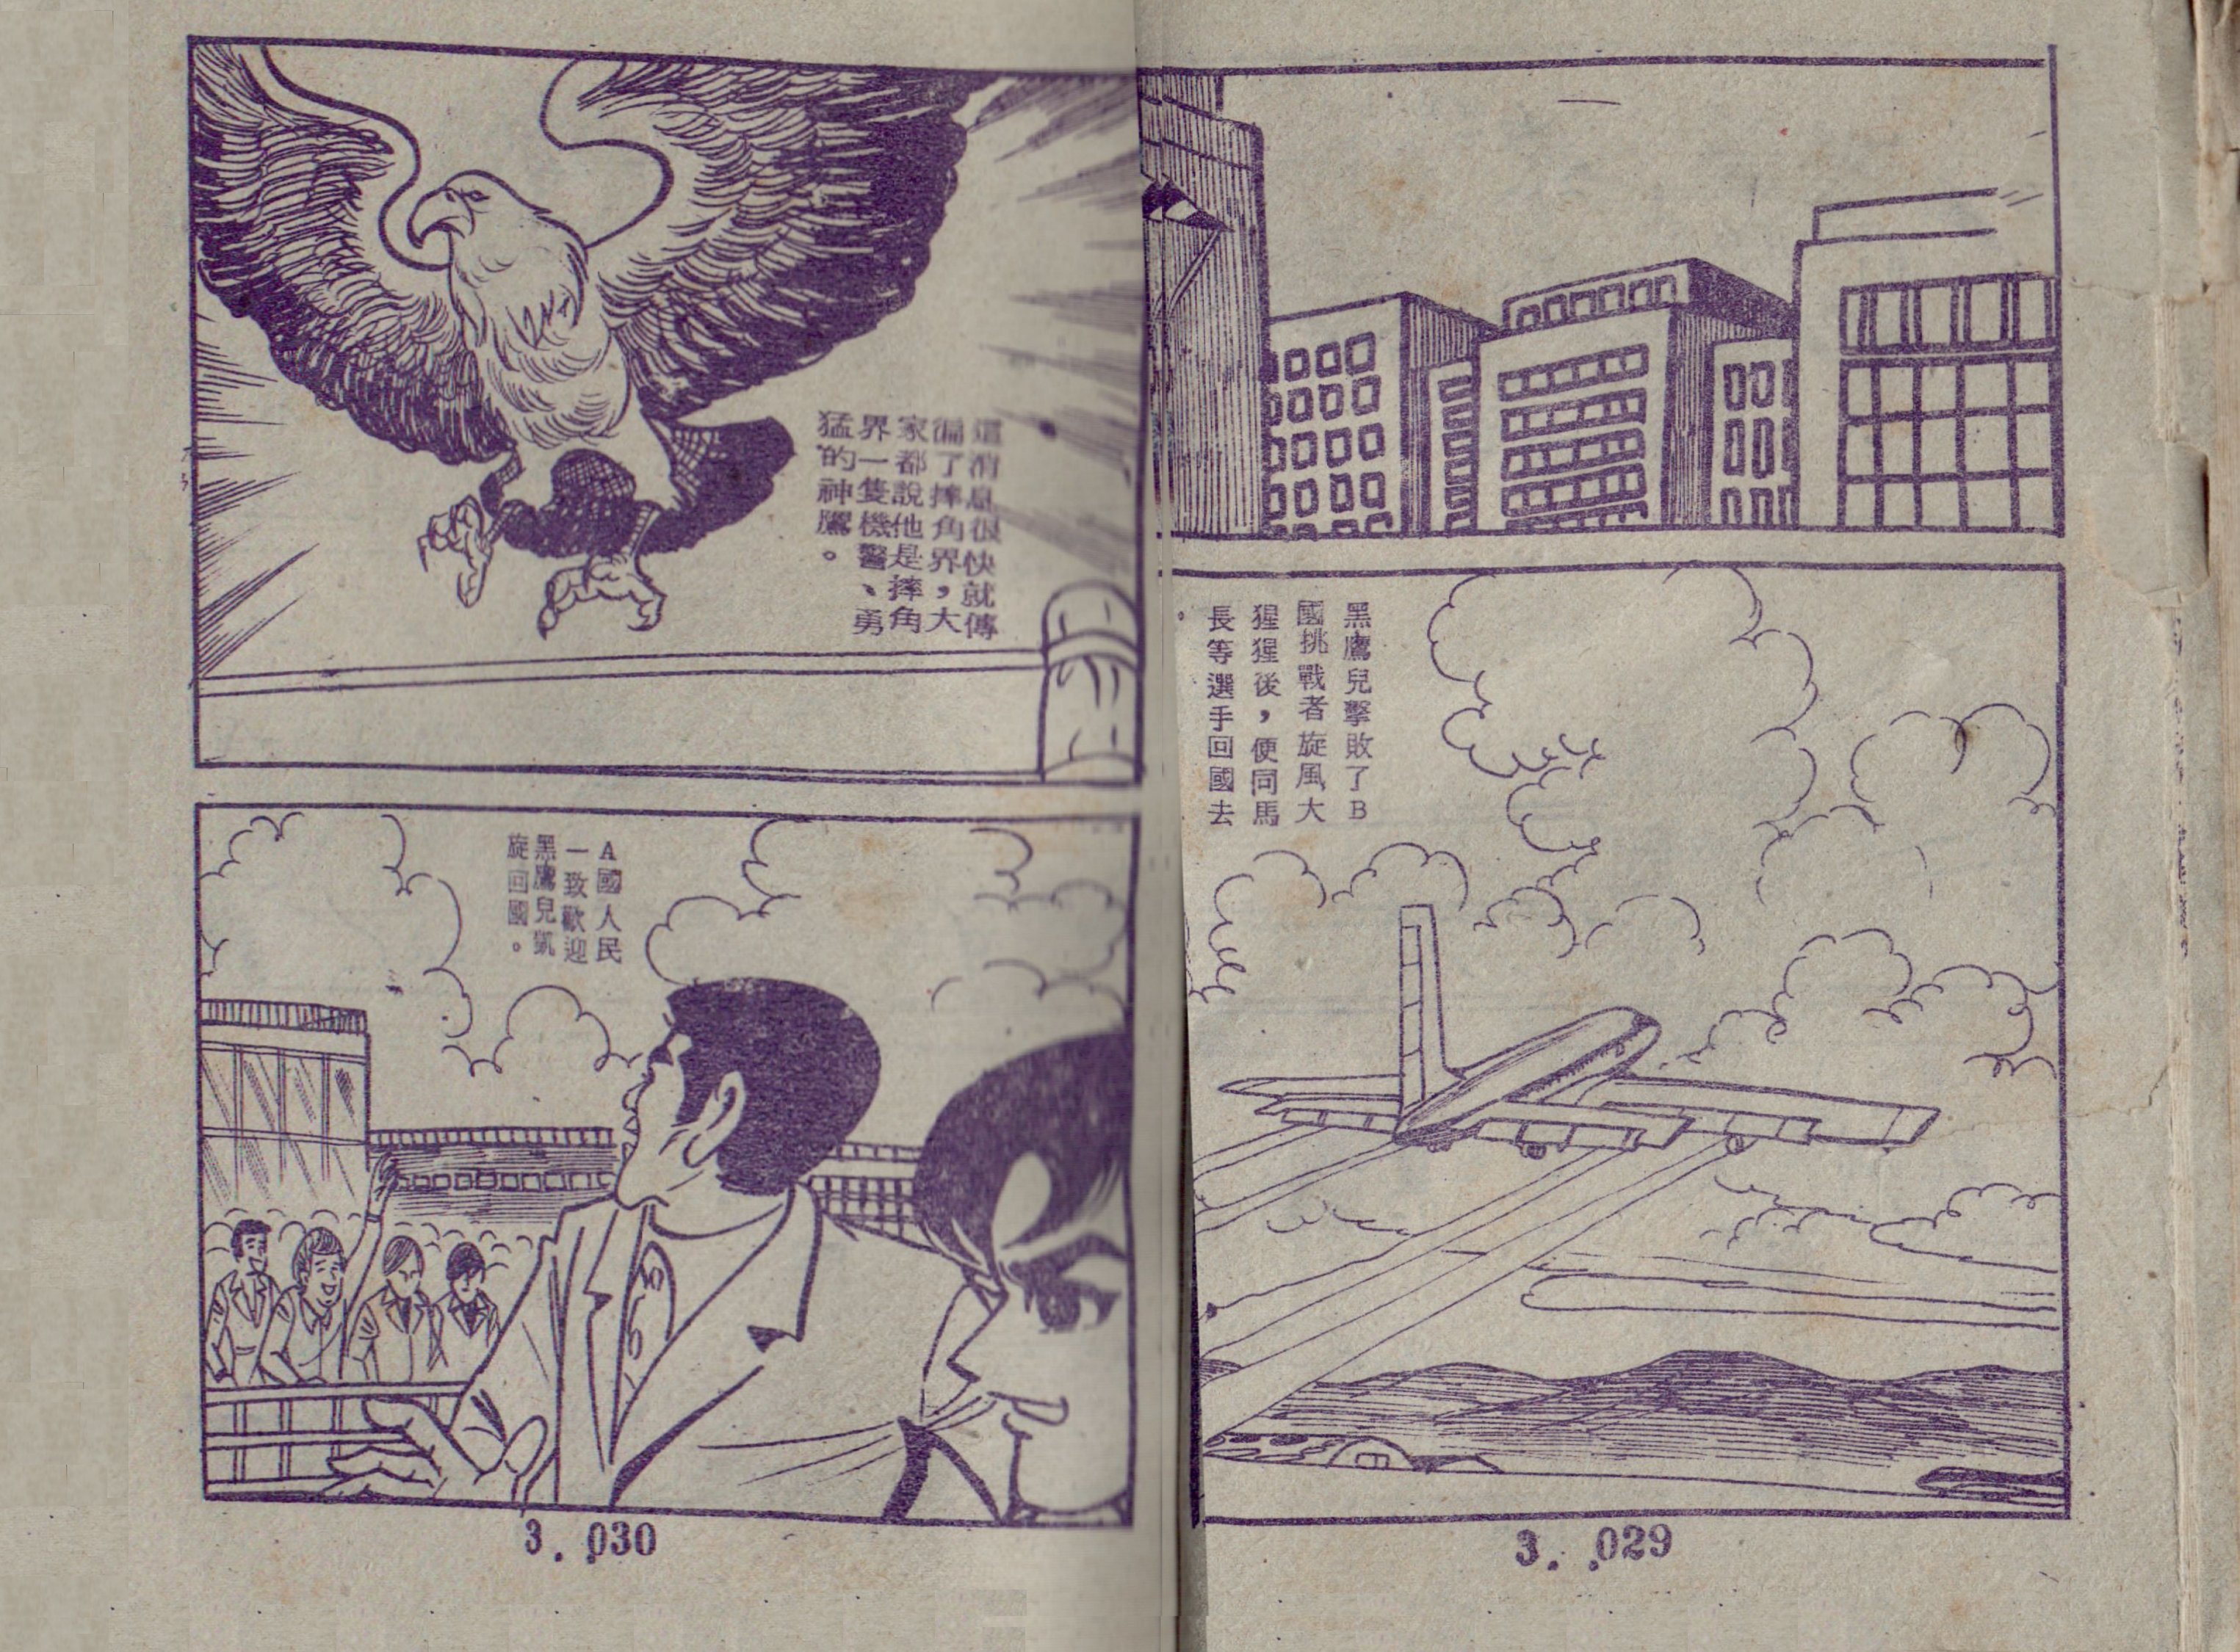 黑鷹兒擊敗了B
國挑戰者旋風大
猩猩後，便同馬
長等選手回國去
。
3. .029
這消息很快就傳
徧了摔角界，大
家都說他是摔角
界一隻機警、勇
猛的神鷹。
A國人民
一致歡迎
黑鷹兒凱
旋回國。
3. .030